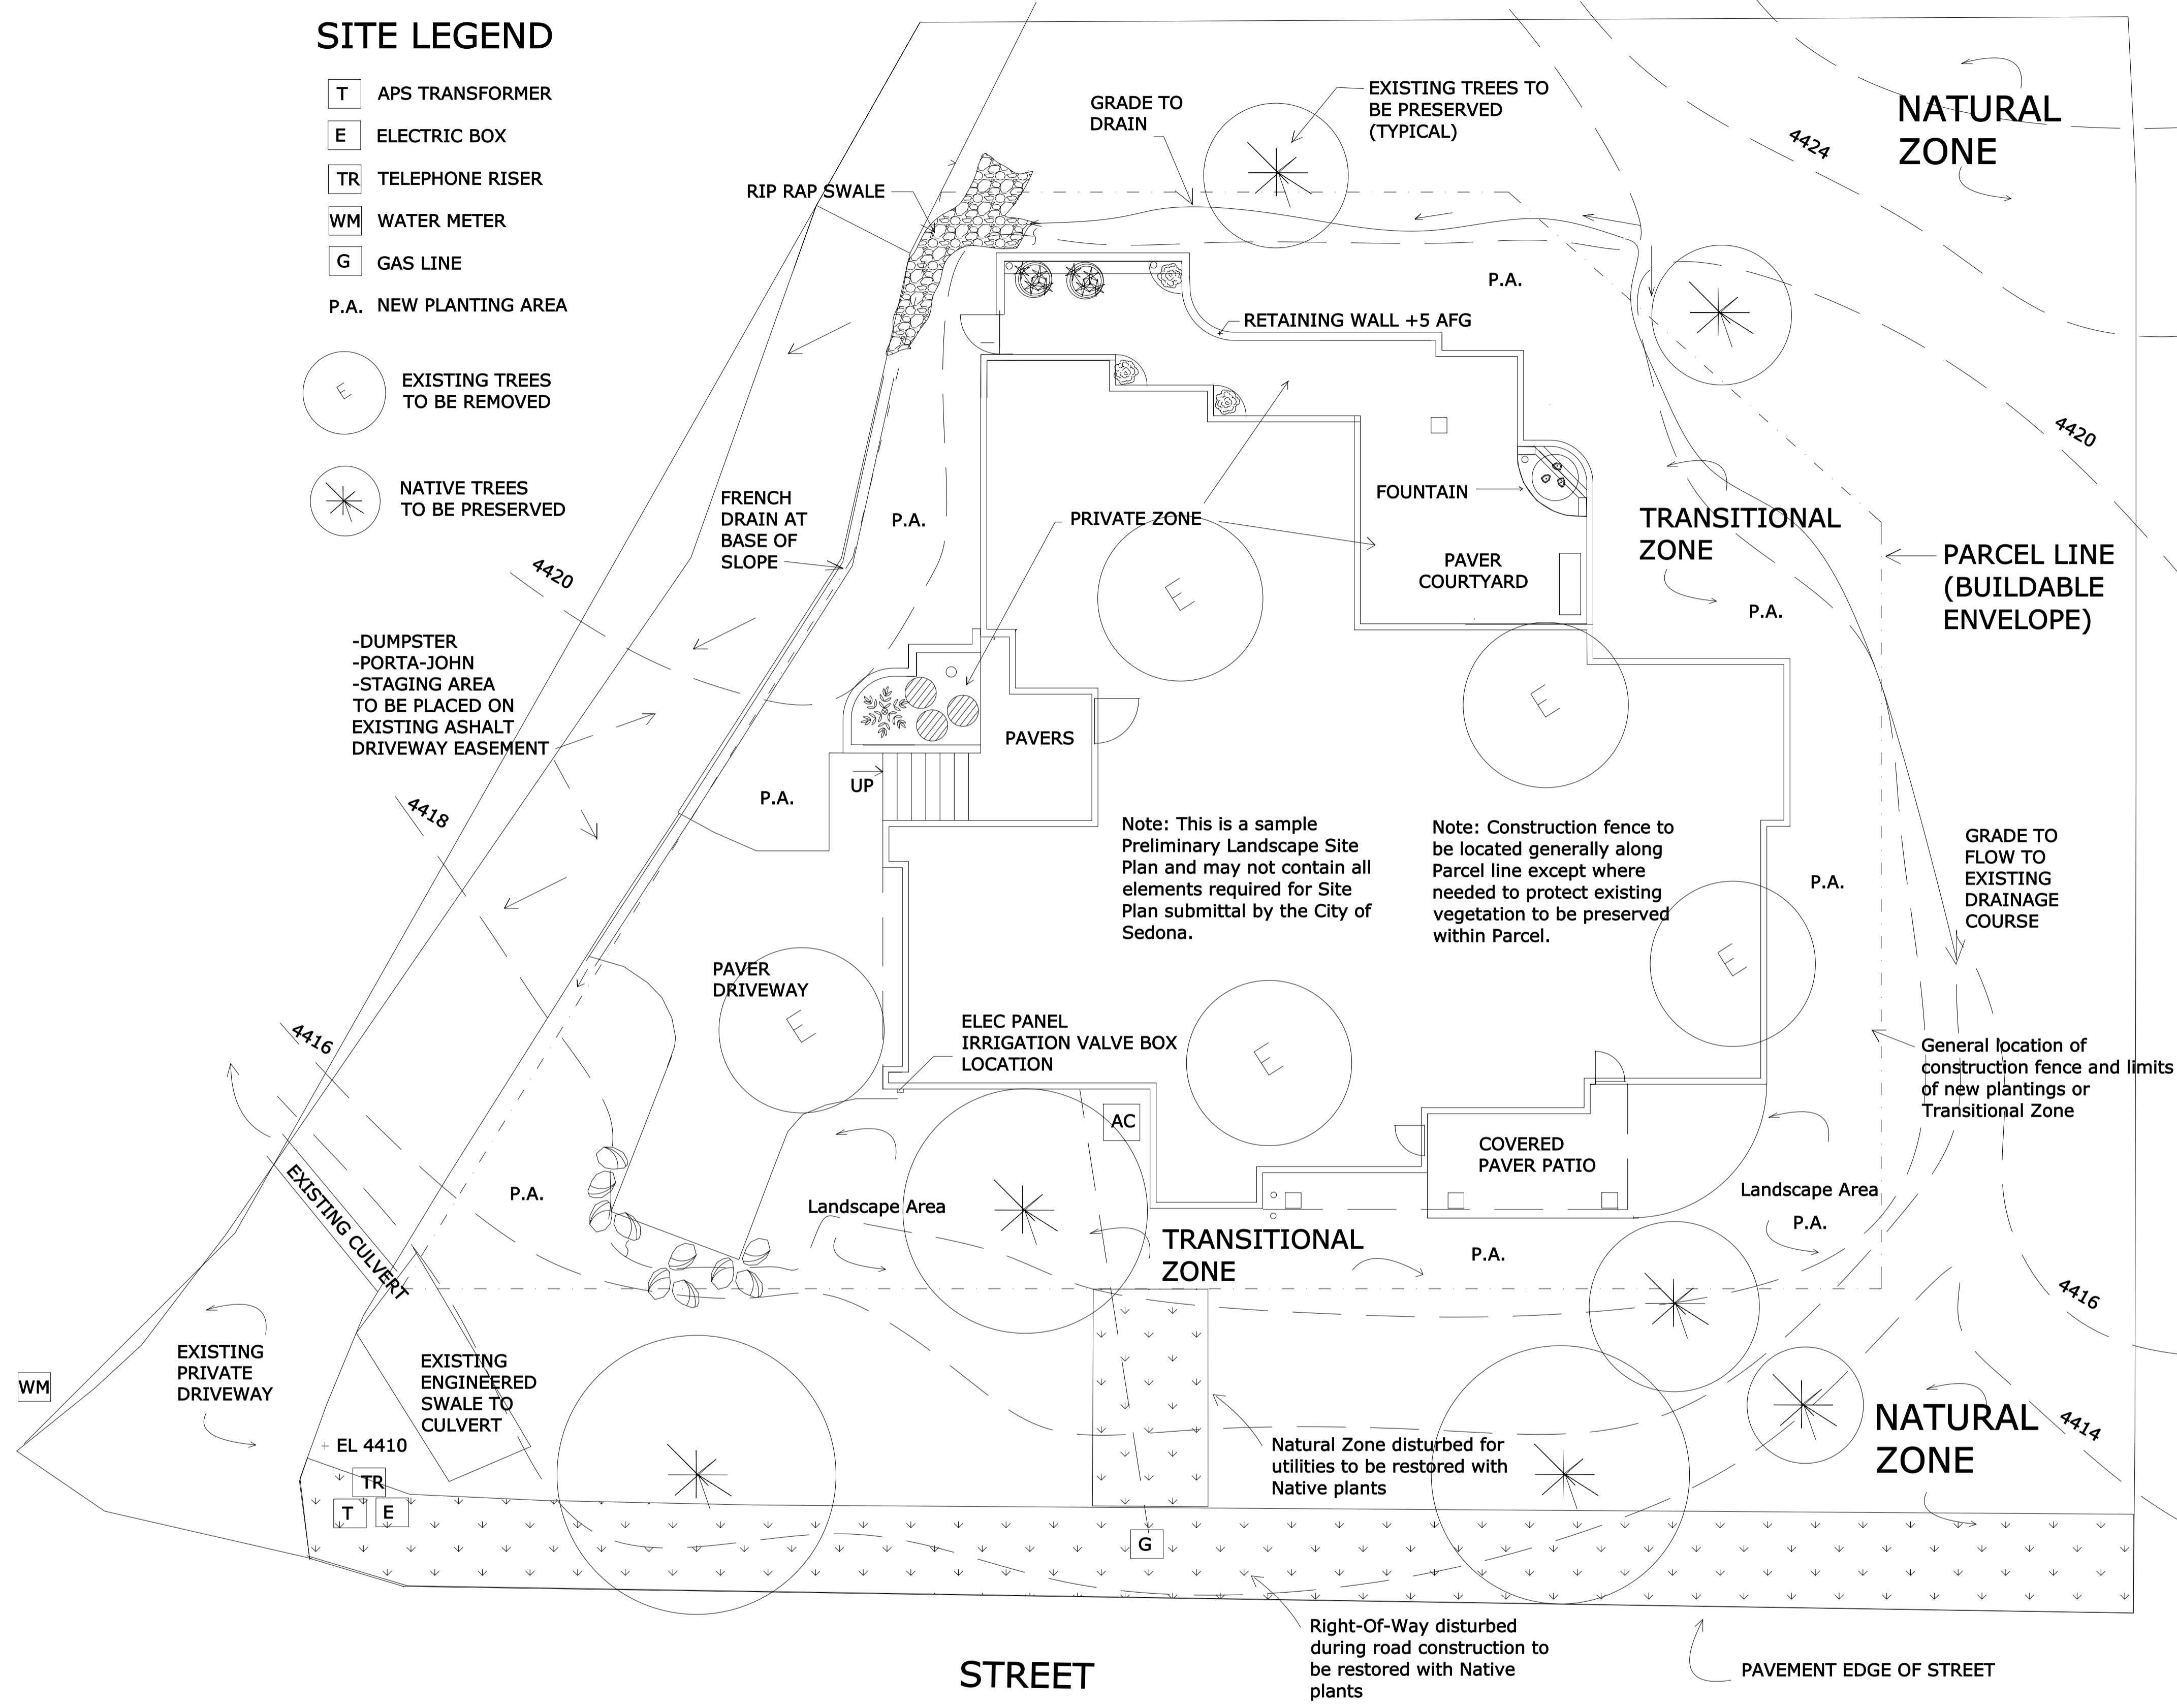 SITE LEGEND
T APS TRANSFORMER
E ELECTRIC BOX
TR TELEPHONE RISER
WM WATER METER
G GAS LINE
P.A. NEW PLANTING AREA
E
EXISTING TREES
TO BE REMOVED
NATIVE TREES
TO BE PRESERVED
GRADE TO
DRAIN
EXISTING TREES TO
BE PRESERVED
(TYPICAL)
NATURAL
ZONE
4424
RIP RAP SWALE
P.A.
RETAINING WALL +5 AFG
4420
FRENCH
DRAIN AT
BASE OF
SLOPE
P.A.
PRIVATE ZONE
FOUNTAIN
PAVER
COURTYARD
TRANSITIONAL
ZONE
P.A.
PARCEL LINE
(BUILDABLE
ENVELOPE)
4420
E
E
-DUMPSTER
-PORTA-JOHN
-STAGING AREA
TO BE PLACED ON
EXISTING ASHALT
DRIVEWAY EASEMENT
PAVERS
UP
P.A.
4418
Note: This is a sample
Preliminary Landscape Site
Plan and may not contain all
elements required for Site
Plan submittal by the City of
Sedona.
Note: Construction fence to
be located generally along
Parcel line except where
needed to protect existing
vegetation to be preserved
within Parcel.
P.A.
GRADE TO
FLOW TO
EXISTING
DRAINAGE
COURSE
E
PAVER
DRIVEWAY
E
4416
ELEC PANEL
IRRIGATION VALVE BOX
LOCATION
E
General location of
construction fence and limits
of new plantings or
Transitional Zone
AC
COVERED
PAVER PATIO
EXISTING CULVERT
P.A.
Landscape Area
Landscape Area
P.A.
TRANSITIONAL
ZONE
P.A.
4416
EXISTING
PRIVATE
DRIVEWAY
WM
EXISTING
ENGINEERED
SWALE TO
CULVERT
NATURAL
ZONE
4414
+ EL 4410
Natural Zone disturbed for
utilities to be restored with
Native plants
TR
T
E
G
Right-Of-Way disturbed
during road construction to
be restored with Native
plants
STREET
PAVEMENT EDGE OF STREET